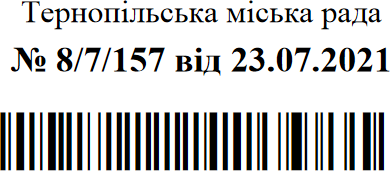 Тернопільська міська рада
№ 8/7/157 від 23.07.2021